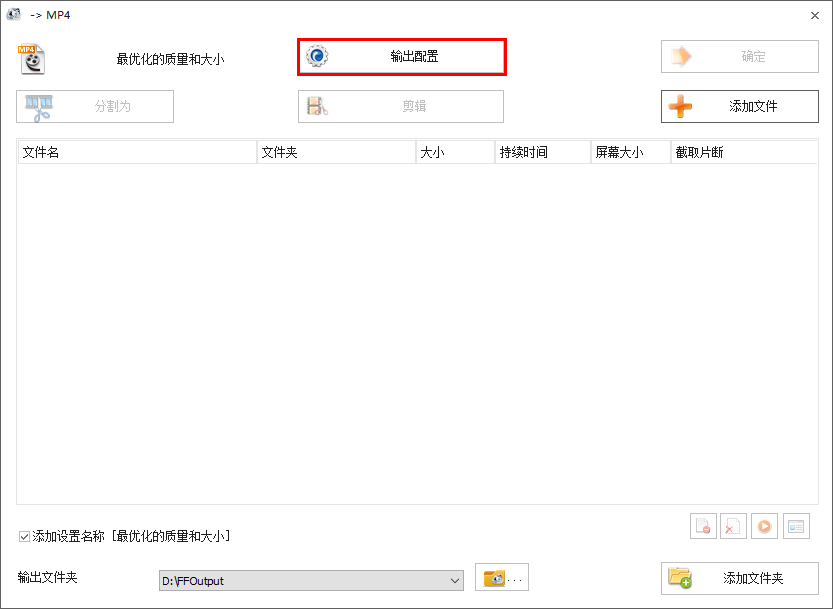 -> MP4
MP4
最优化的质量和大小
输出配置
确定
分割为
剪辑
添加文件
文件名 文件夹 大小 持续时间 屏幕大小 截取片断
添加设置名称 [最优化的质量和大小]
输出文件夹
D:\FFOutput
...
添加文件夹